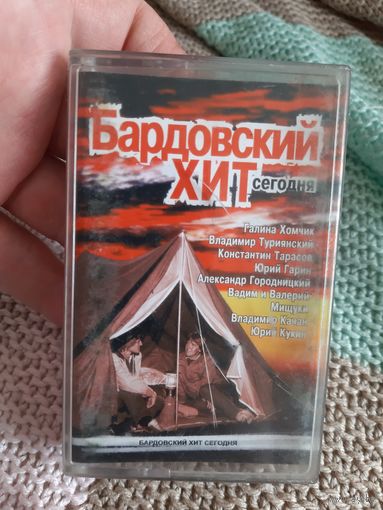 Бардовский
ХИТ
сегодня
Галина Хомчик
Владимир Туриянский
Константин Тарасов
Юрий Гарин
Александр Городницкий
Вадим и Валерий
Мищуки
Владимир Качан
Юрий Кукин
БАРДОВСКИЙ ХИТ СЕГОДНЯ